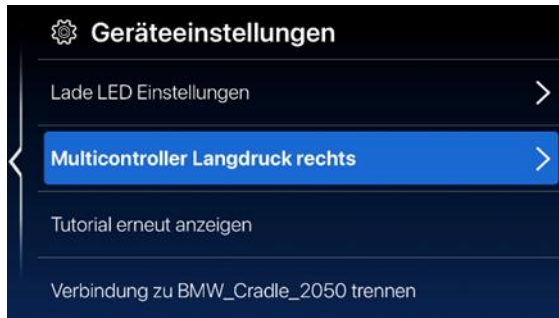 Geräteeinstellungen
Lade LED Einstellungen
Multicontroller Langdruck rechts
Tutorial erneut anzeigen
Verbindung zu BMW_Cradle_2050 trennen